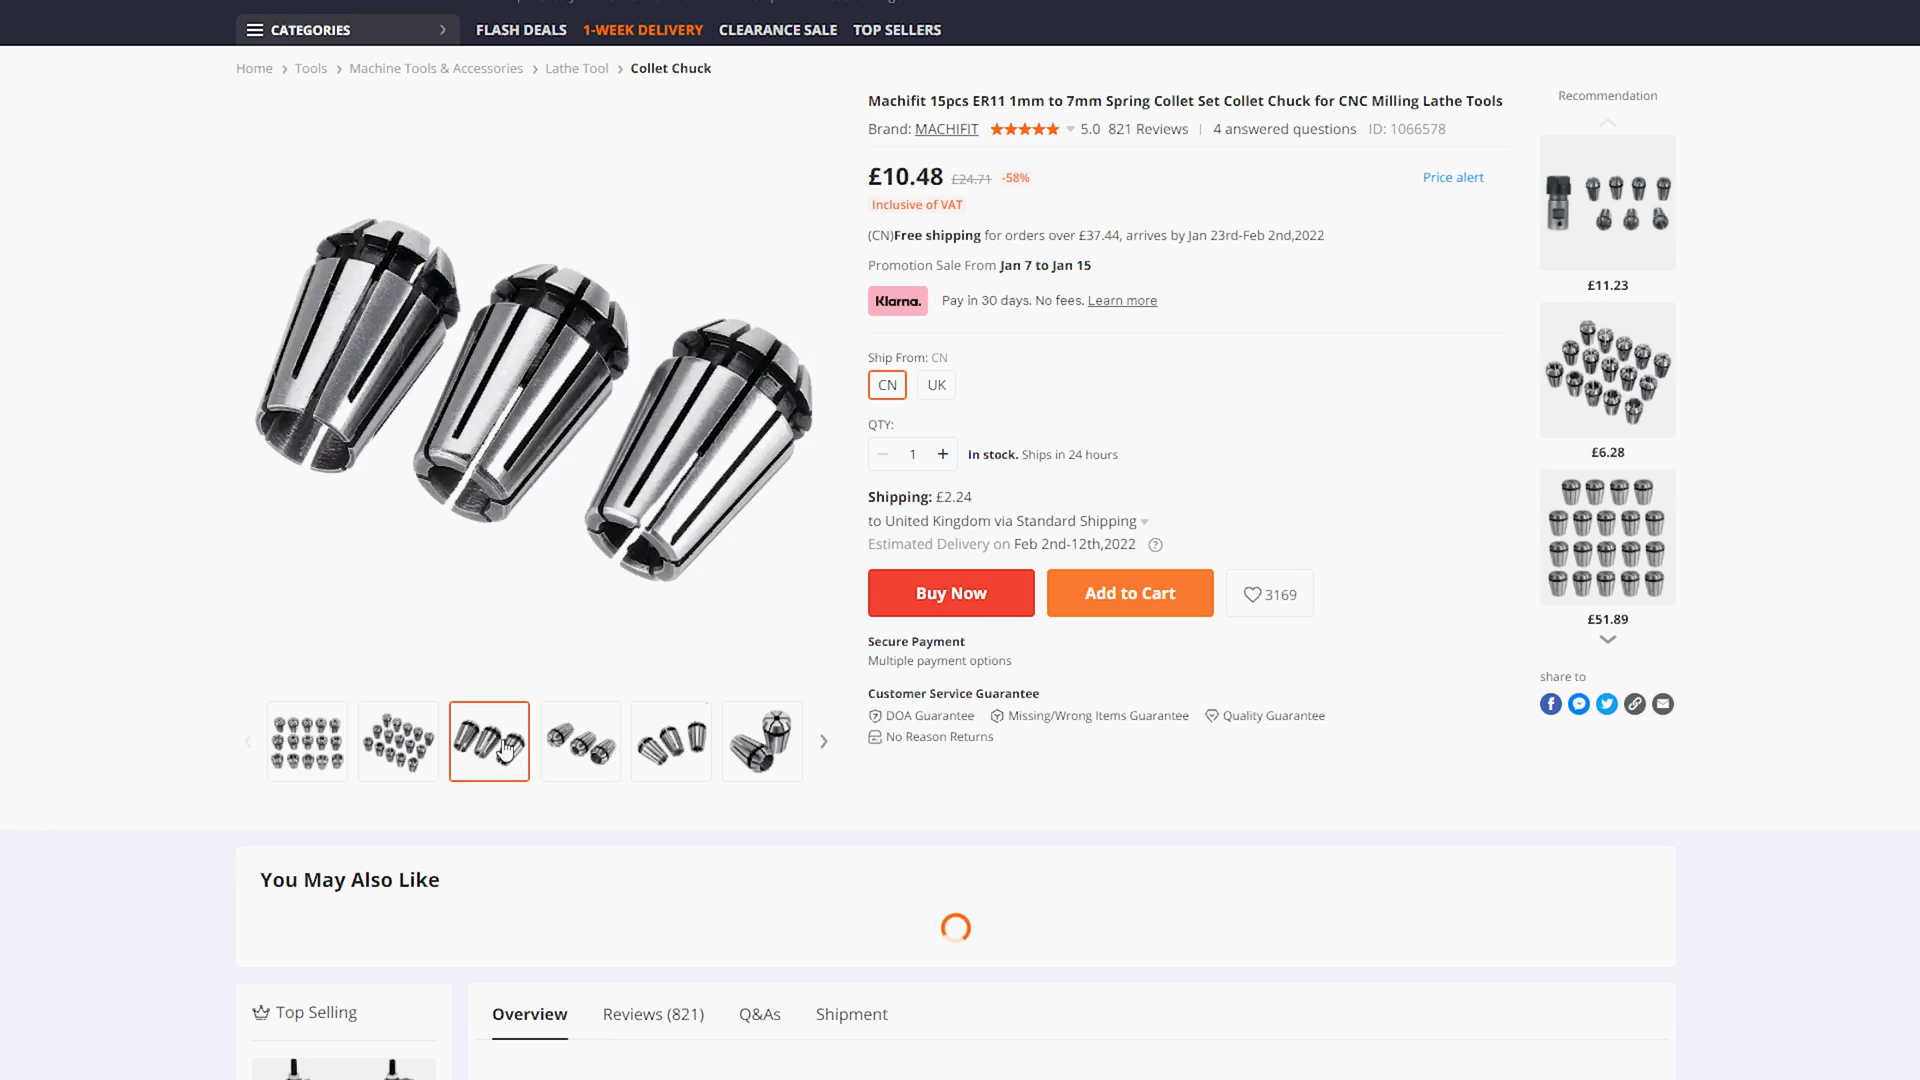 CATEGORIES
FLASH DEALS
1-WEEK DELIVERY
CLEARANCE SALE
TOP SELLERS
Home > Tools > Machine Tools & Accessories > Lathe Tool > Collet Chuck
Machifit 15pcs ER11 1mm to 7mm Spring Collet Set Collet Chuck for CNC Milling Lathe Tools
Brand: MACHIFIT 5.0 821 Reviews | 4 answered questions ID: 1066578
£10.48 £24.71 -58%
Price alert
Inclusive of VAT
(CN)Free shipping for orders over £37.44, arrives by Jan 23rd-Feb 2nd,2022
Promotion Sale From Jan 7 to Jan 15
Klarna. Pay in 30 days. No fees. Learn more
Ship From: CN
CN UK
QTY:
− 1 + In stock. Ships in 24 hours
Shipping: £2.24
to United Kingdom via Standard Shipping
Estimated Delivery on Feb 2nd-12th,2022 ?
Buy Now
Add to Cart
3169
Secure Payment
Multiple payment options
Customer Service Guarantee
DOA Guarantee Missing/Wrong Items Guarantee Quality Guarantee
No Reason Returns
Recommendation
£11.23
£6.28
£51.89
share to
You May Also Like
Top Selling
Overview Reviews (821) Q&As Shipment